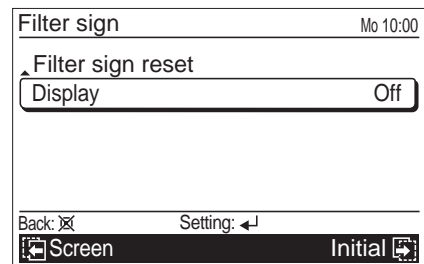 Filter sign Mo 10:00
Filter sign reset
Display Off
Back: Setting:
Screen Initial